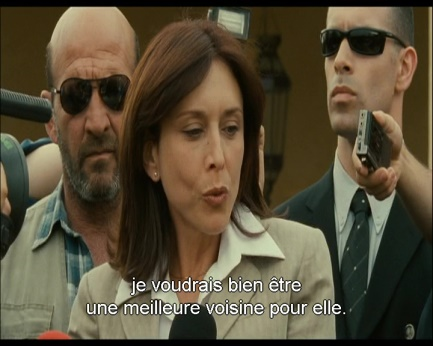 je voudrais bien être
une meilleure voisine pour elle.